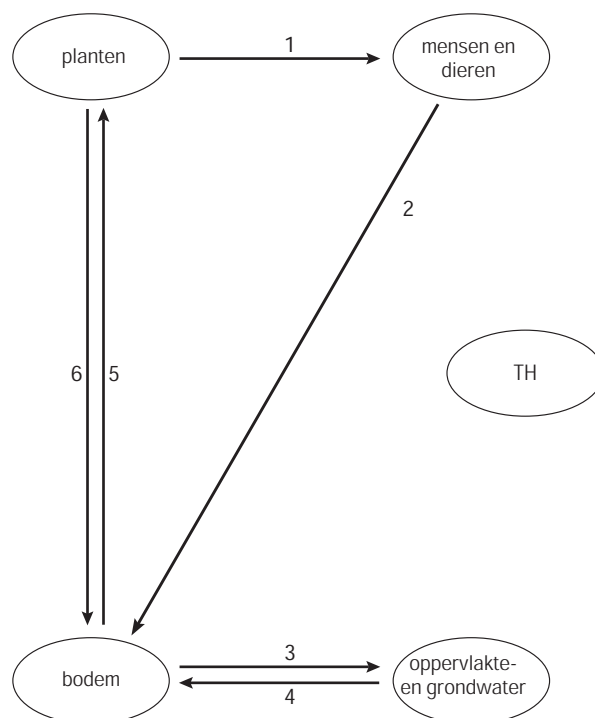 planten
1
mensen en
dieren
2
TH
6
5
bodem
3
4
oppervlakte-
en grondwater